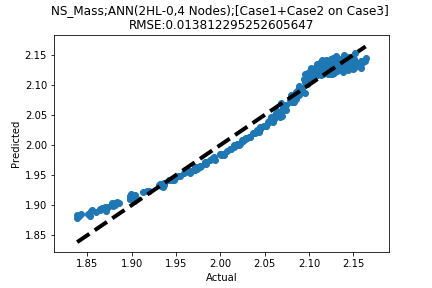 NS_Mass;ANN(2HL-0,4 Nodes);[Case1+Case2 on Case3]
RMSE:0.013812295252605647
2.15
2.10
2.05
2.00
1.95
1.90
1.85
Predicted
1.85 1.90 1.95 2.00 2.05 2.10 2.15
Actual